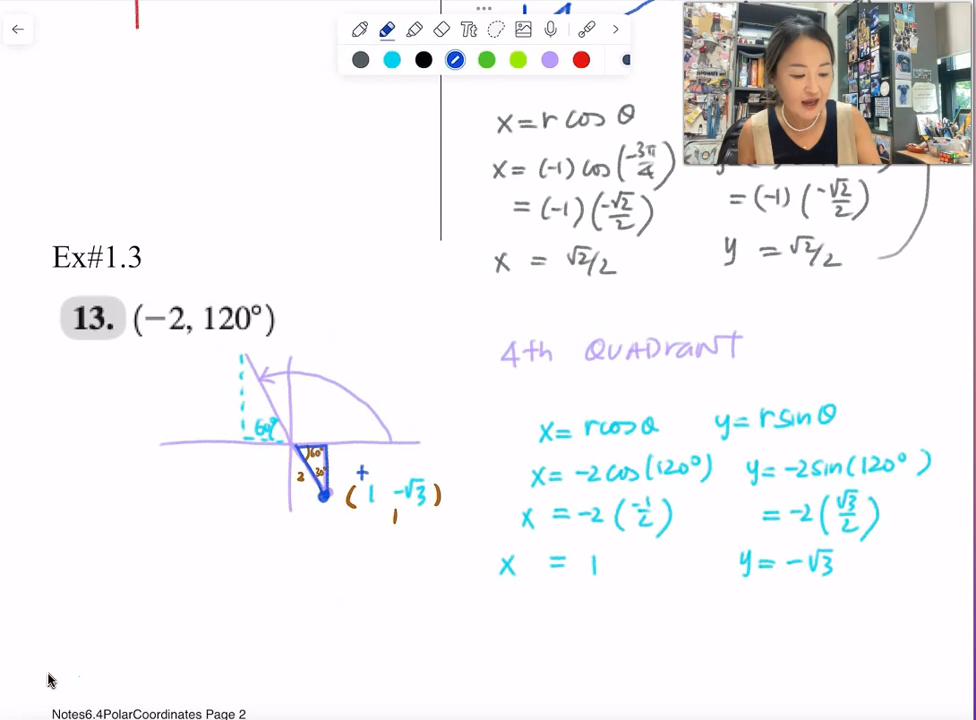 Tt
x = r cos θ
x = (-1) cos (-3π/4)
= (-1) (-√2/2)
= (-1) (-√2/2)
x = √2/2
y = √2/2
Ex#1.3
13. (−2, 120°)
4th QUADRANT
60°
60°
2
30°
+
( 1 -√3 )
x = r cos θ
y = r sin θ
x = -2 cos (120°)
y = -2 sin (120°)
x = -2 (-1/2)
= -2 (√3/2)
x = 1
y = -√3
Notes6.4PolarCoordinates Page 2